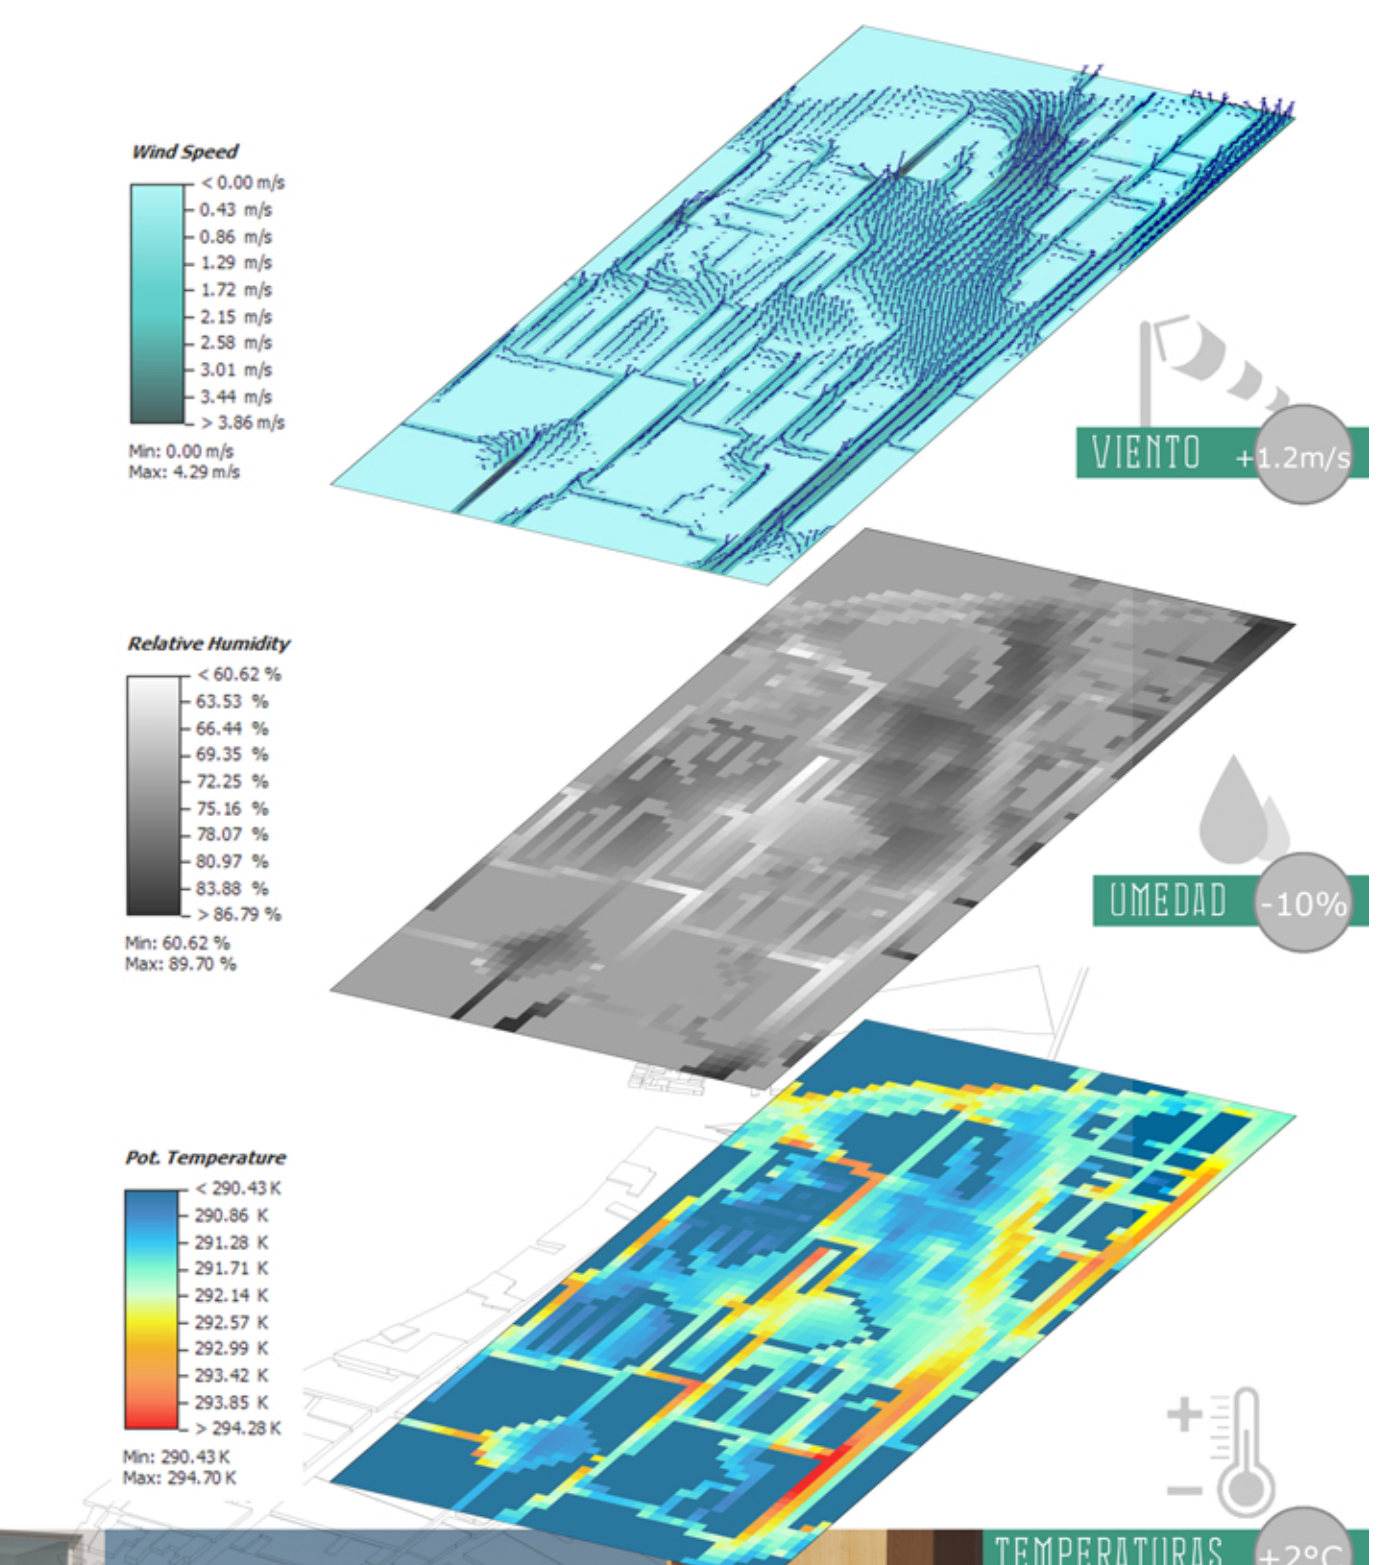 Wind Speed
< 0.00 m/s
0.43 m/s
0.86 m/s
1.29 m/s
1.72 m/s
2.15 m/s
2.58 m/s
3.01 m/s
3.44 m/s
> 3.86 m/s
Min: 0.00 m/s
Max: 4.29 m/s
VIENTO +1.2m/s
Relative Humidity
< 60.62 %
63.53 %
66.44 %
69.35 %
72.25 %
75.16 %
78.07 %
80.97 %
83.88 %
> 86.79 %
Min: 60.62 %
Max: 89.70 %
UMEDAD -10%
Pot. Temperature
< 290.43 K
290.86 K
291.28 K
291.71 K
292.14 K
292.57 K
292.99 K
293.42 K
293.85 K
> 294.28 K
Min: 290.43 K
Max: 294.70 K
TEMPERATURAS +2°C